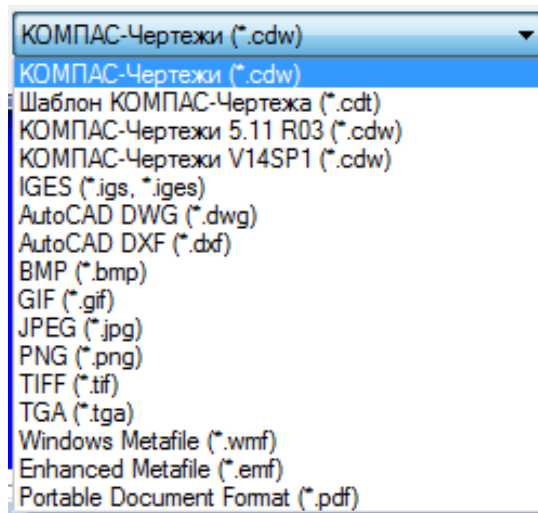 КОМПАС-Чертежи (*.cdw)
КОМПАС-Чертежи (*.cdw)
Шаблон КОМПАС-Чертежа (*.cdt)
КОМПАС-Чертежи 5.11 R03 (*.cdw)
КОМПАС-Чертежи V14SP1 (*.cdw)
IGES (*.igs, *.iges)
AutoCAD DWG (*.dwg)
AutoCAD DXF (*.dxf)
BMP (*.bmp)
GIF (*.gif)
JPEG (*.jpg)
PNG (*.png)
TIFF (*.tif)
TGA (*.tga)
Windows Metafile (*.wmf)
Enhanced Metafile (*.emf)
Portable Document Format (*.pdf)